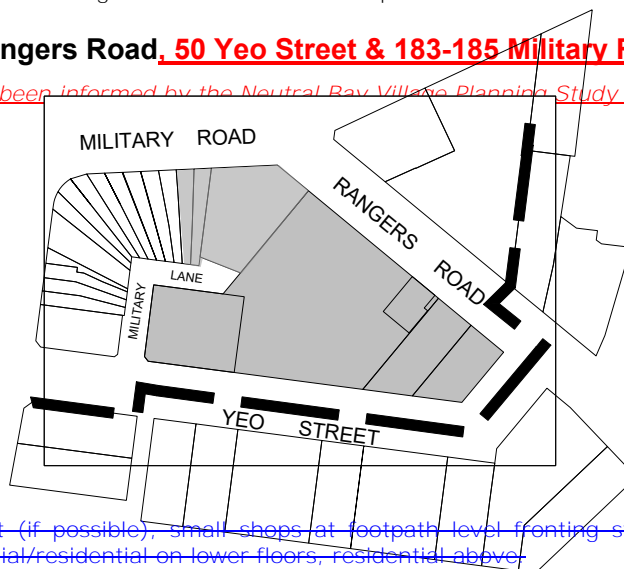 ngers Road, 50 Yeo Street & 183-185 Military
been informed by the Neutral Bay Village Planning Study
MILITARY ROAD
RANGERS ROAD
LANE
MILITARY
YEO STREET
(if possible), small shops at footpath level fronting
ial/residential on lower floors, residential above.